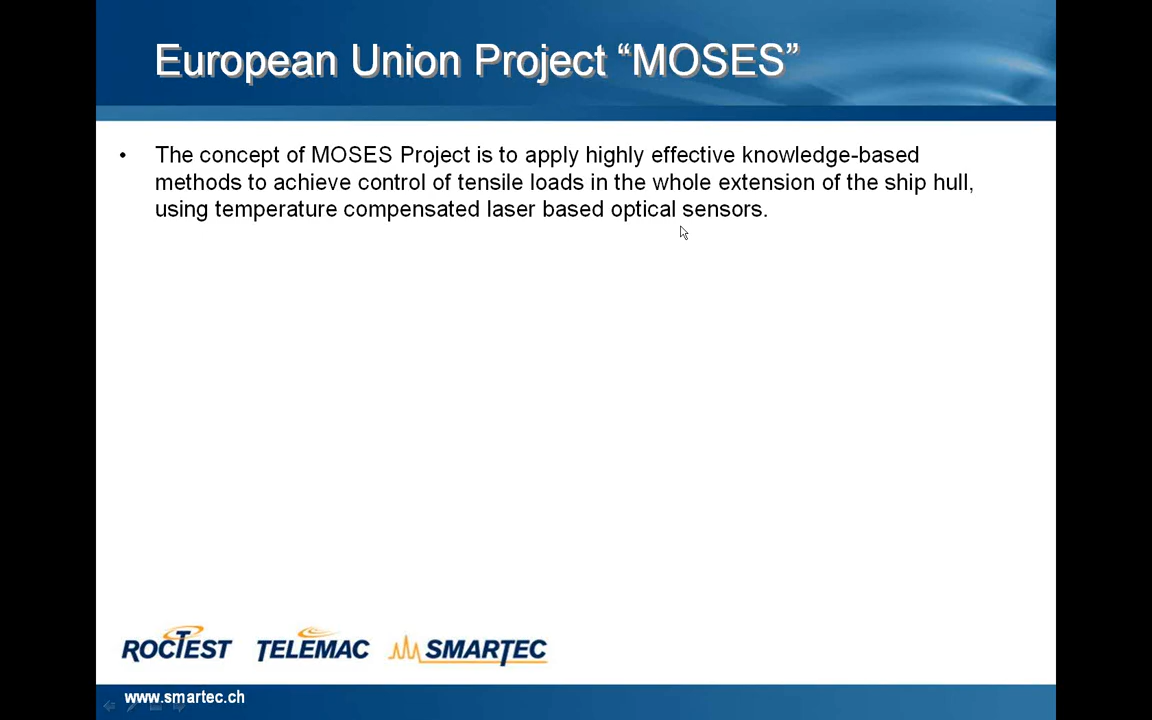 European Union Project “MOSES”
• The concept of MOSES Project is to apply highly effective knowledge-based
methods to achieve control of tensile loads in the whole extension of the ship hull,
using temperature compensated laser based optical sensors.
ROCTEST TELEMAC SMARTEC
www.smartec.ch